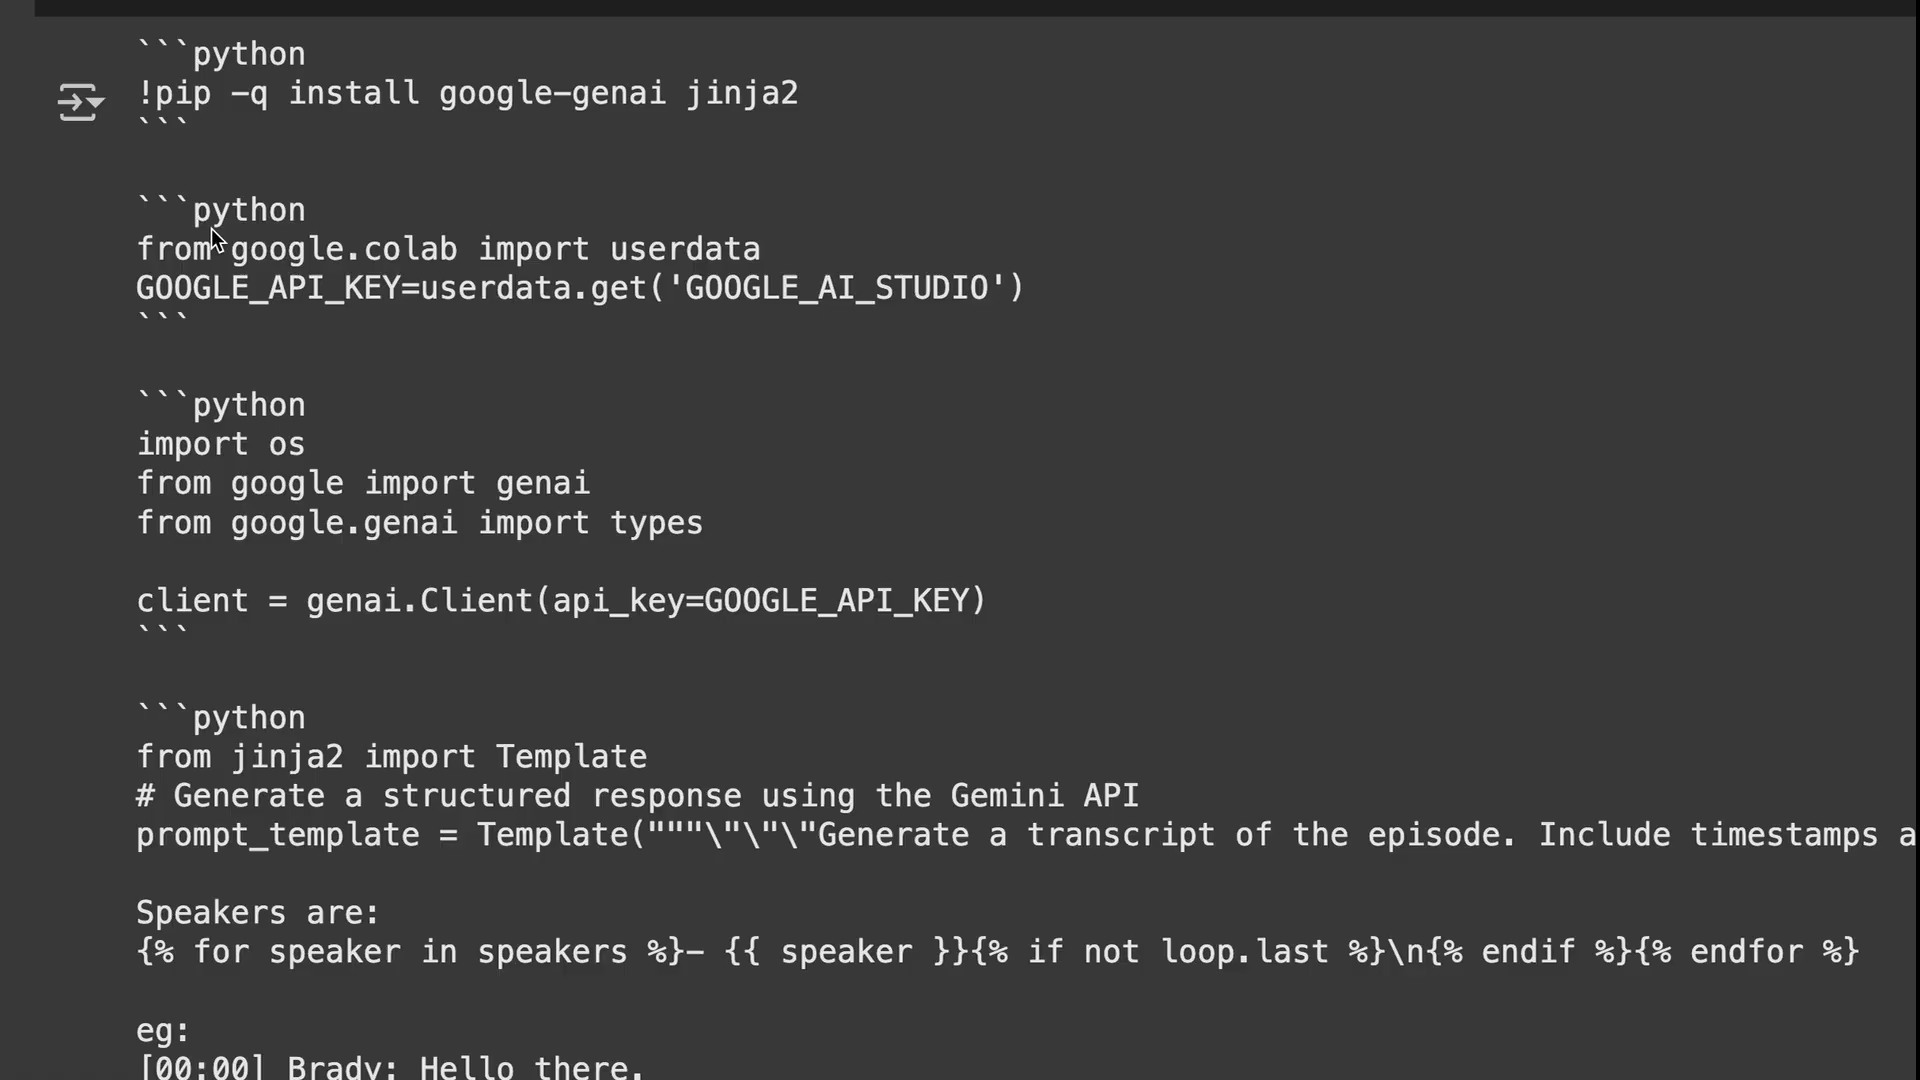 ```python
!pip -q install google-genai jinja2
```
```python
from google.colab import userdata
GOOGLE_API_KEY=userdata.get('GOOGLE_AI_STUDIO')
```
```python
import os
from google import genai
from google.genai import types
client = genai.Client(api_key=GOOGLE_API_KEY)
```
```python
from jinja2 import Template
# Generate a structured response using the Gemini API
prompt_template = Template("""\"\"\"Generate a transcript of the episode. Include timestamps a
Speakers are:
{% for speaker in speakers %}- {{ speaker }}{% if not loop.last %}\n{% endif %}{% endfor %}
eg:
[00:00] Brady: Hello there.